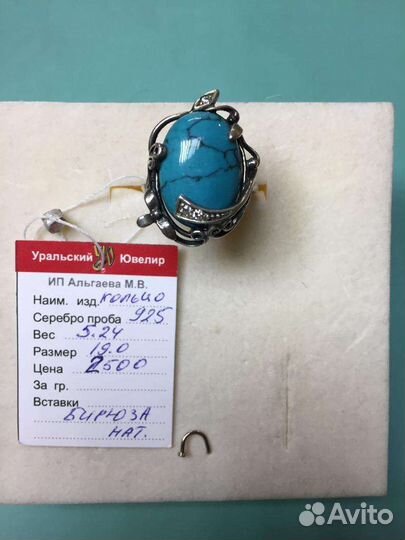 Уральский Ювелир
ИП Альгаева М.В.
Наим. изд. кольцо
Серебро проба 925
Вес 5.24
Размер 19.0
Цена 2500
За гр.
Вставки
БИРЮЗА
НАТ.
Avito